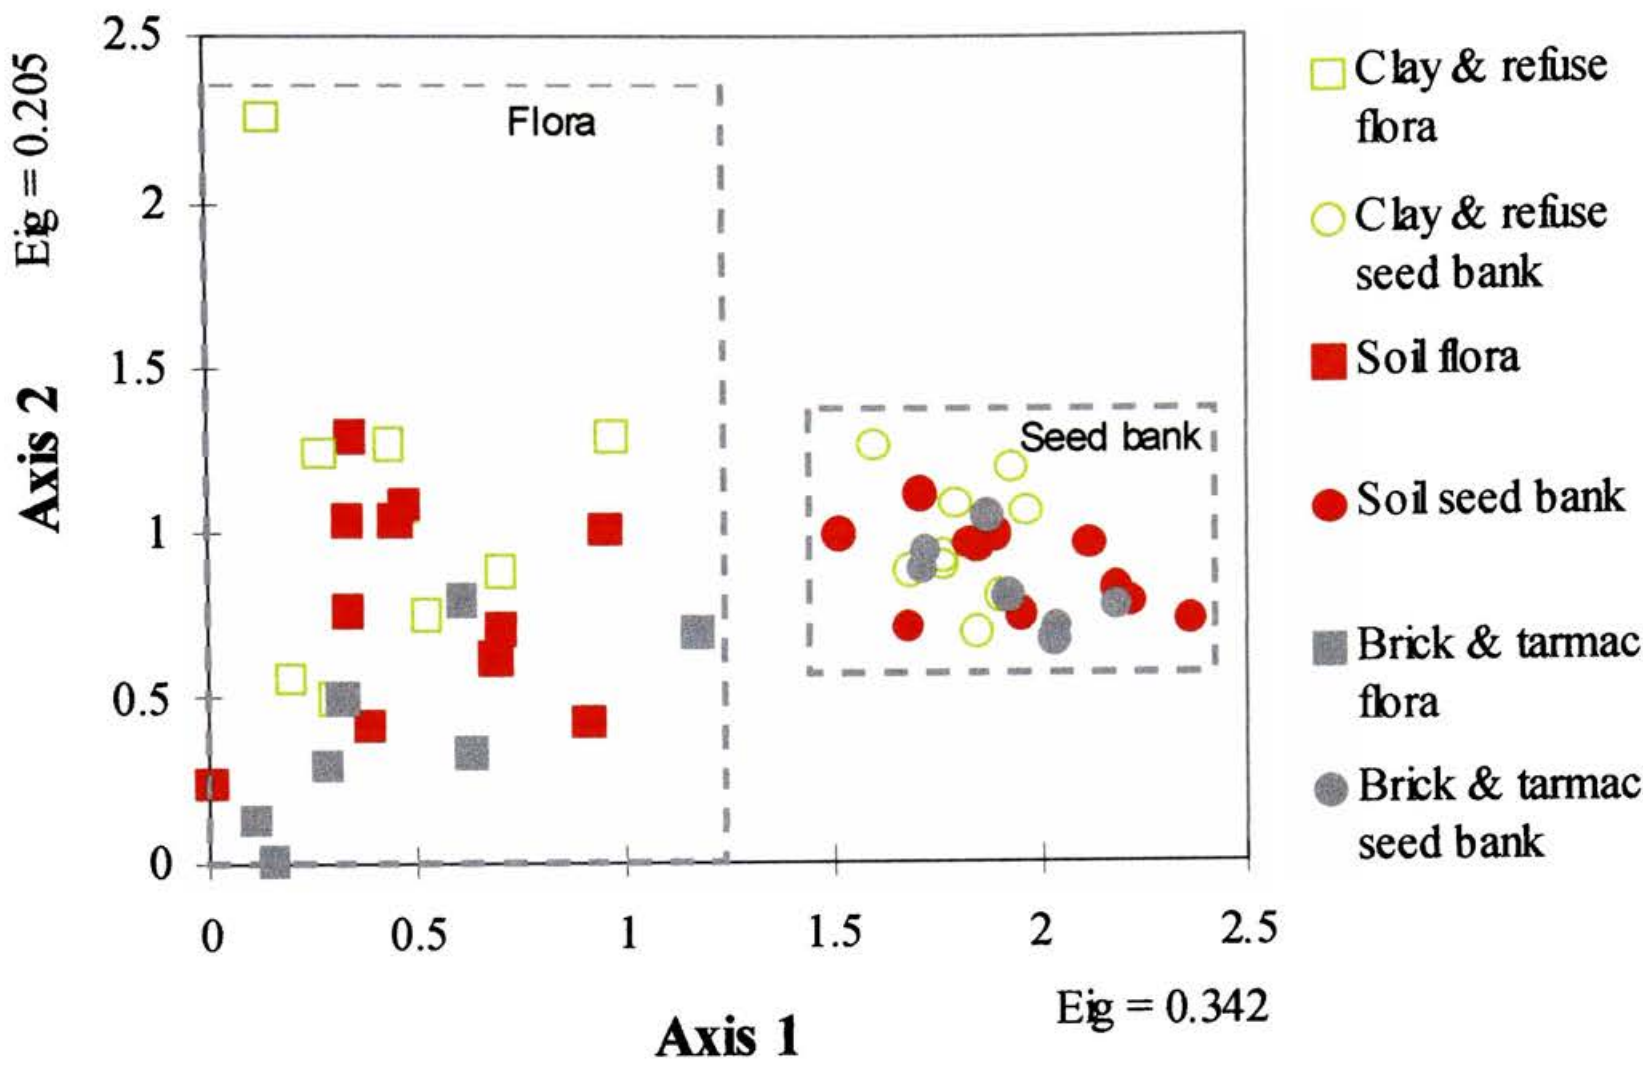 2.5
2
1.5
1
0.5
0
Eig = 0.205
Axis 2
Flora
Seed bank
0
0.5
1
1.5
2
2.5
Eig = 0.342
Axis 1
Clay & refuse
flora
Clay & refuse
seed bank
Soil flora
Soil seed bank
Brick & tarmac
flora
Brick & tarmac
seed bank